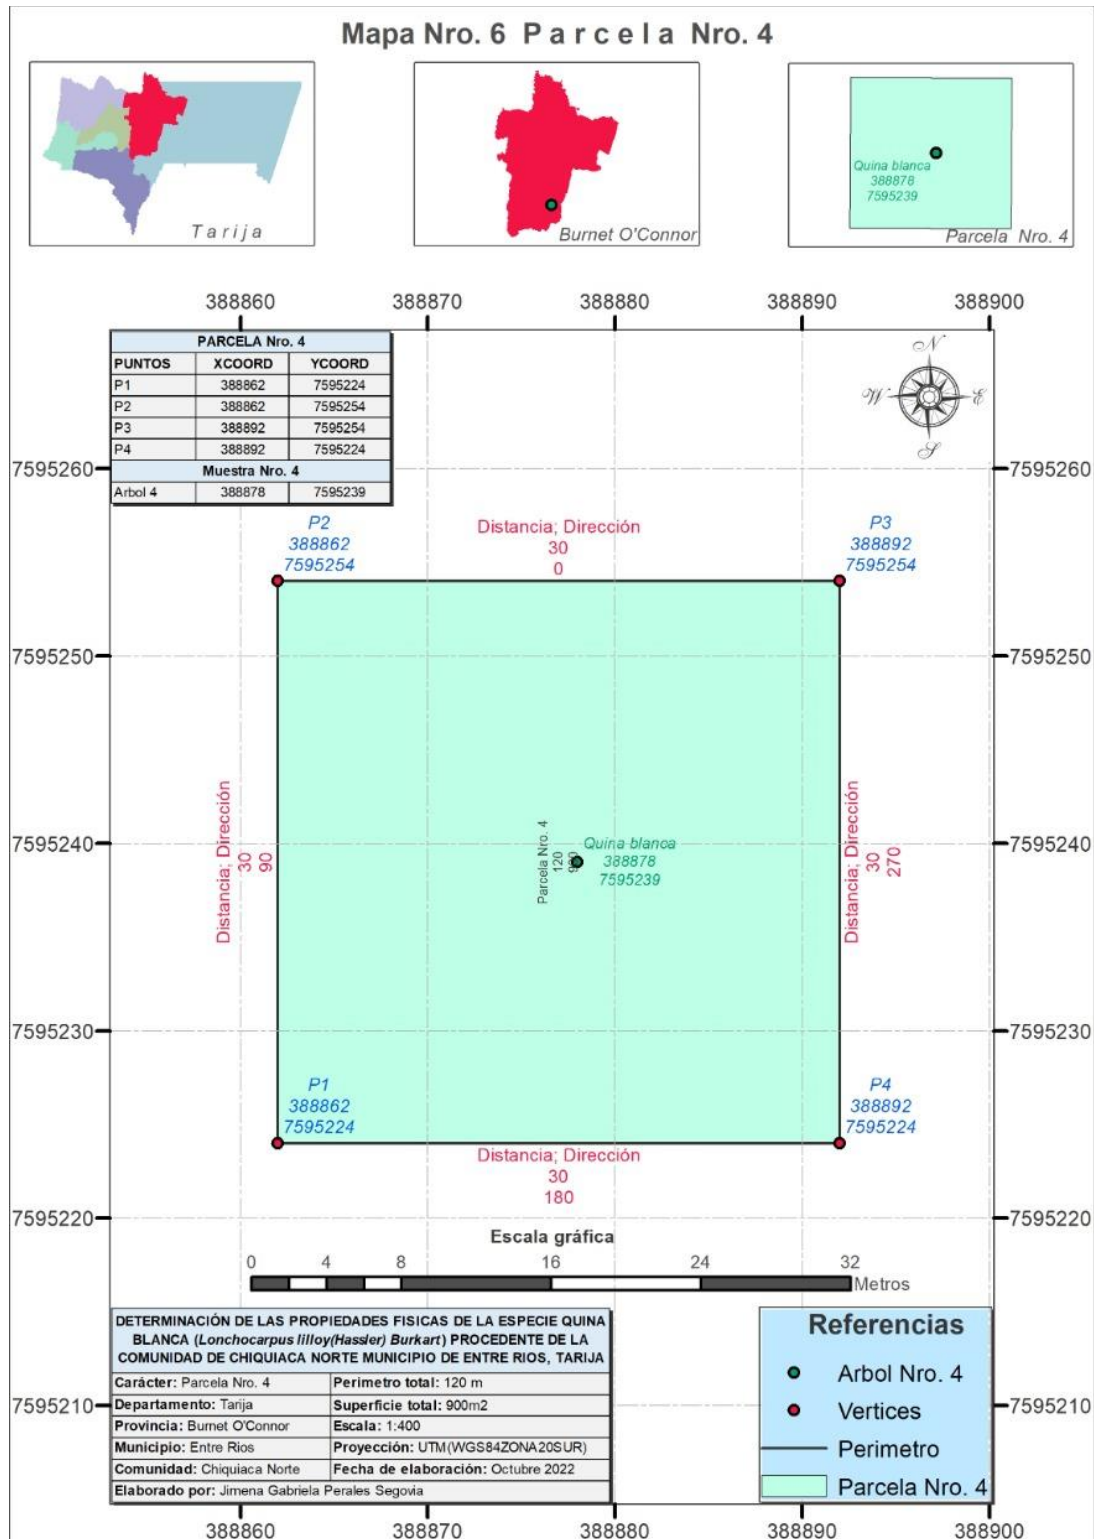 Mapa Nro. 6 Parcela Nro. 4
Tarija
Burnet O'Connor
Quina blanca
388878
7595239
Parcela Nro. 4
388860 388870 388880 388890 388900
PARCELA Nro. 4
PUNTOS XCOORD YCOORD
P1 388862 7595224
P2 388862 7595254
P3 388892 7595254
P4 388892 7595224
Muestra Nro. 4
Arbol 4 388878 7595239
N
W E
S
7595260 7595260
P2
388862
7595254
Distancia; Dirección
30
0
P3
388892
7595254
7595250 7595250
Distancia; Dirección
30
90
7595240 7595240
Parcela Nro. 4
120
Quina blanca
388878
7595239
Distancia; Dirección
30
270
7595230 7595230
P1
388862
7595224
P4
388892
7595224
Distancia; Dirección
30
180
7595220 7595220
Escala gráfica
0 4 8 16 24 32
Metros
DETERMINACIÓN DE LAS PROPIEDADES FISICAS DE LA ESPECIE QUINA
BLANCA (Lonchocarpus lilloy(Hassler) Burkart) PROCEDENTE DE LA
COMUNIDAD DE CHIQUIACA NORTE MUNICIPIO DE ENTRE RIOS, TARIJA
Carácter: Parcela Nro. 4 Perimetro total: 120 m
Departamento: Tarija Superficie total: 900m2
Provincia: Burnet O'Connor Escala: 1:400
Municipio: Entre Rios Proyección: UTM(WGS84ZONA20SUR)
Comunidad: Chiquiaca Norte Fecha de elaboración: Octubre 2022
Elaborado por: Jimena Gabriela Perales Segovia
Referencias
Arbol Nro. 4
Vertices
Perimetro
Parcela Nro. 4
7595210 7595210
388860 388870 388880 388890 388900